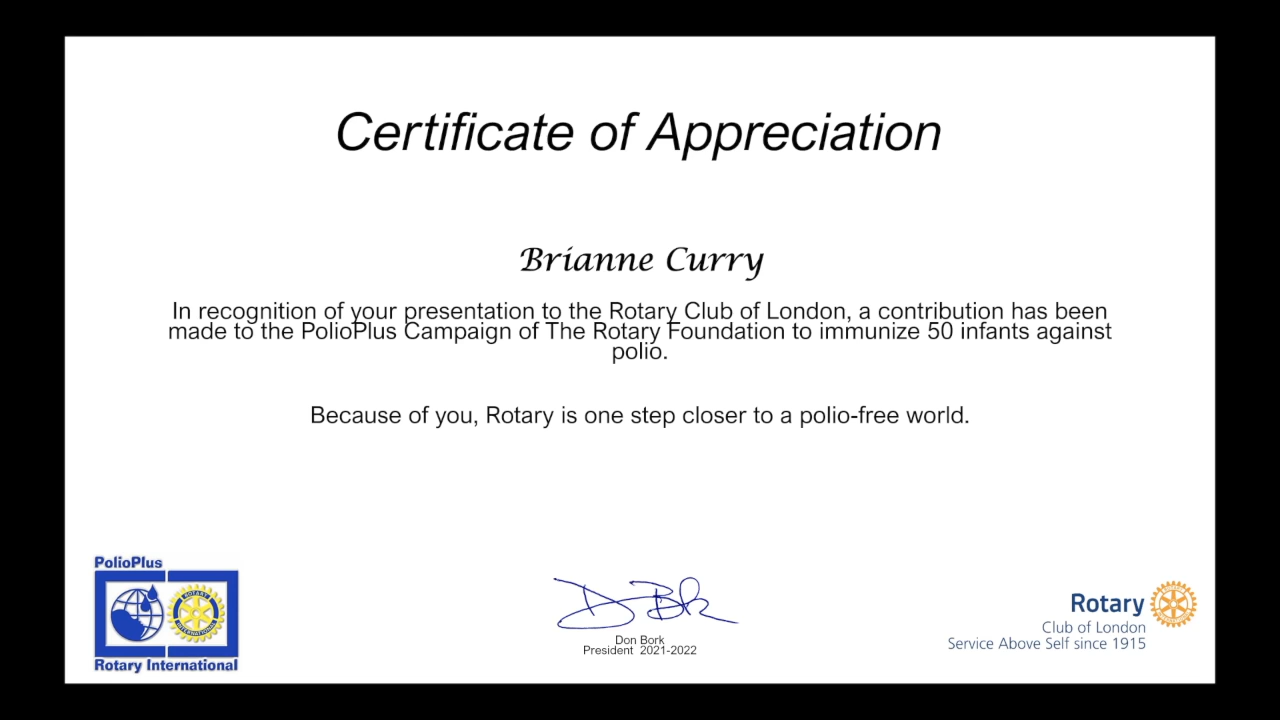 Certificate of Appreciation
Brianne Curry
In recognition of your presentation to the Rotary Club of London, a contribution has been
made to the PolioPlus Campaign of The Rotary Foundation to immunize 50 infants against
polio.
Because of you, Rotary is one step closer to a polio-free world.
PolioPlus
ROTARY
INTERNATIONAL
Rotary International
D Bork
Don Bork
President 2021-2022
Rotary
Club of London
Service Above Self since 1915